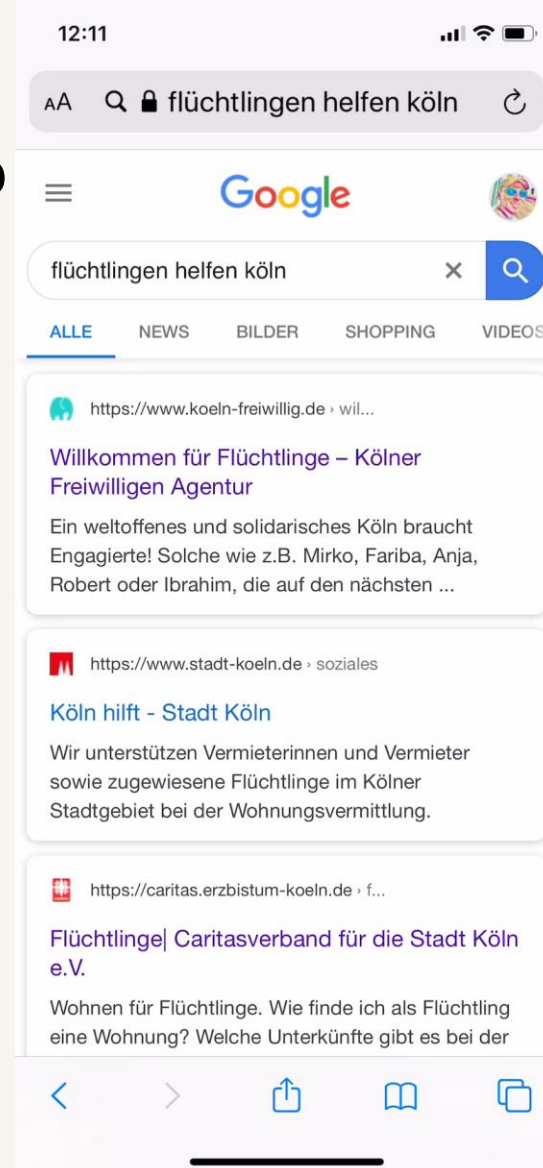 12:11
AA flüchtlingen helfen köln
Google
flüchtlingen helfen köln
ALLE NEWS BILDER SHOPPING VIDEOS
https://www.koeln-freiwillig.de › wil...
Willkommen für Flüchtlinge – Kölner
Freiwilligen Agentur
Ein weltoffenes und solidarisches Köln braucht
Engagierte! Solche wie z.B. Mirko, Fariba, Anja,
Robert oder Ibrahim, die auf den nächsten ...
https://www.stadt-koeln.de › soziales
Köln hilft - Stadt Köln
Wir unterstützen Vermieterinnen und Vermieter
sowie zugewiesene Flüchtlinge im Kölner
Stadtgebiet bei der Wohnungsvermittlung.
https://caritas.erzbistum-koeln.de › f...
Flüchtlinge| Caritasverband für die Stadt Köln
e.V.
Wohnen für Flüchtlinge. Wie finde ich als Flüchtling
eine Wohnung? Welche Unterkünfte gibt es bei der